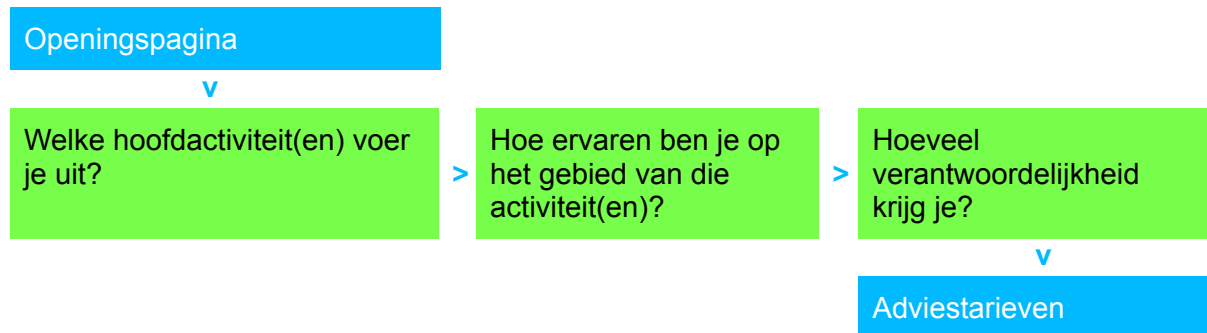 Openingspagina
v
Welke hoofdactiviteit(en) voer
je uit?
>
Hoe ervaren ben je op
het gebied van die
activiteit(en)?
>
Hoeveel
verantwoordelijkheid
krijg je?
v
Adviestarieven